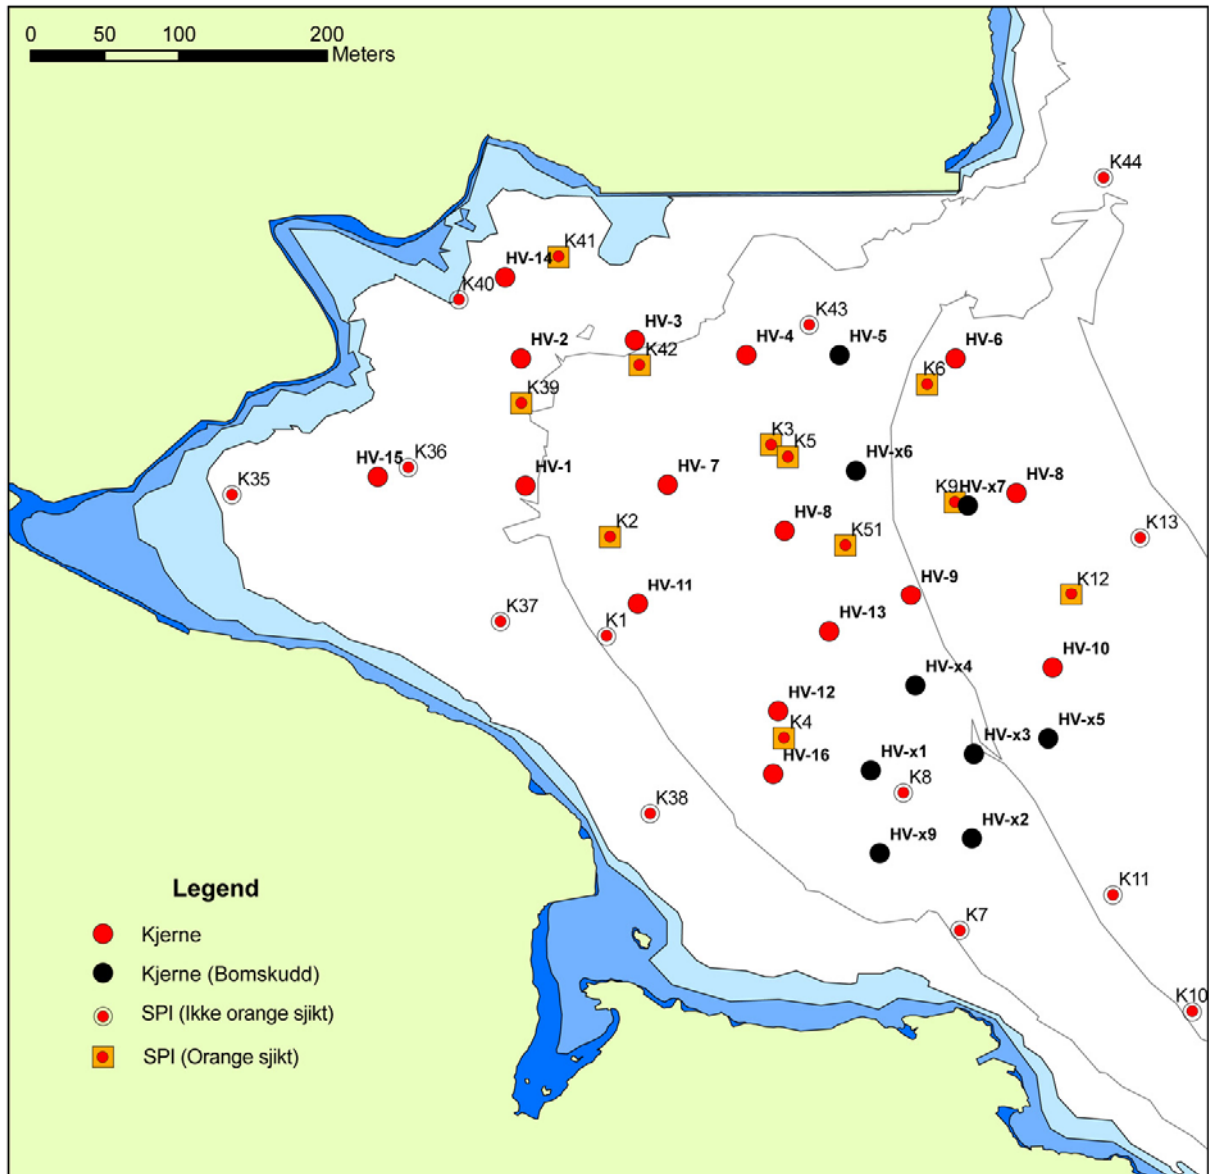 0 50 100 200
Meters
K44
K41
HV-14
K40
K43
HV-3
HV-2
HV-4
HV-5
HV-6
K42
K6
K39
K3
K5
HV-x6
K36
HV-15
K35
HV-1
HV- 7
K9
HV-x7
HV-8
K2
HV-8
K51
K13
HV-9
K12
HV-11
K37
K1
HV-13
HV-10
HV-x4
HV-12
K4
HV-x3
HV-x5
HV-16
HV-x1
K8
K38
HV-x9
HV-x2
K11
K7
K10
Legend
Kjerne
Kjerne (Bomskudd)
SPI (Ikke orange sjikt)
SPI (Orange sjikt)